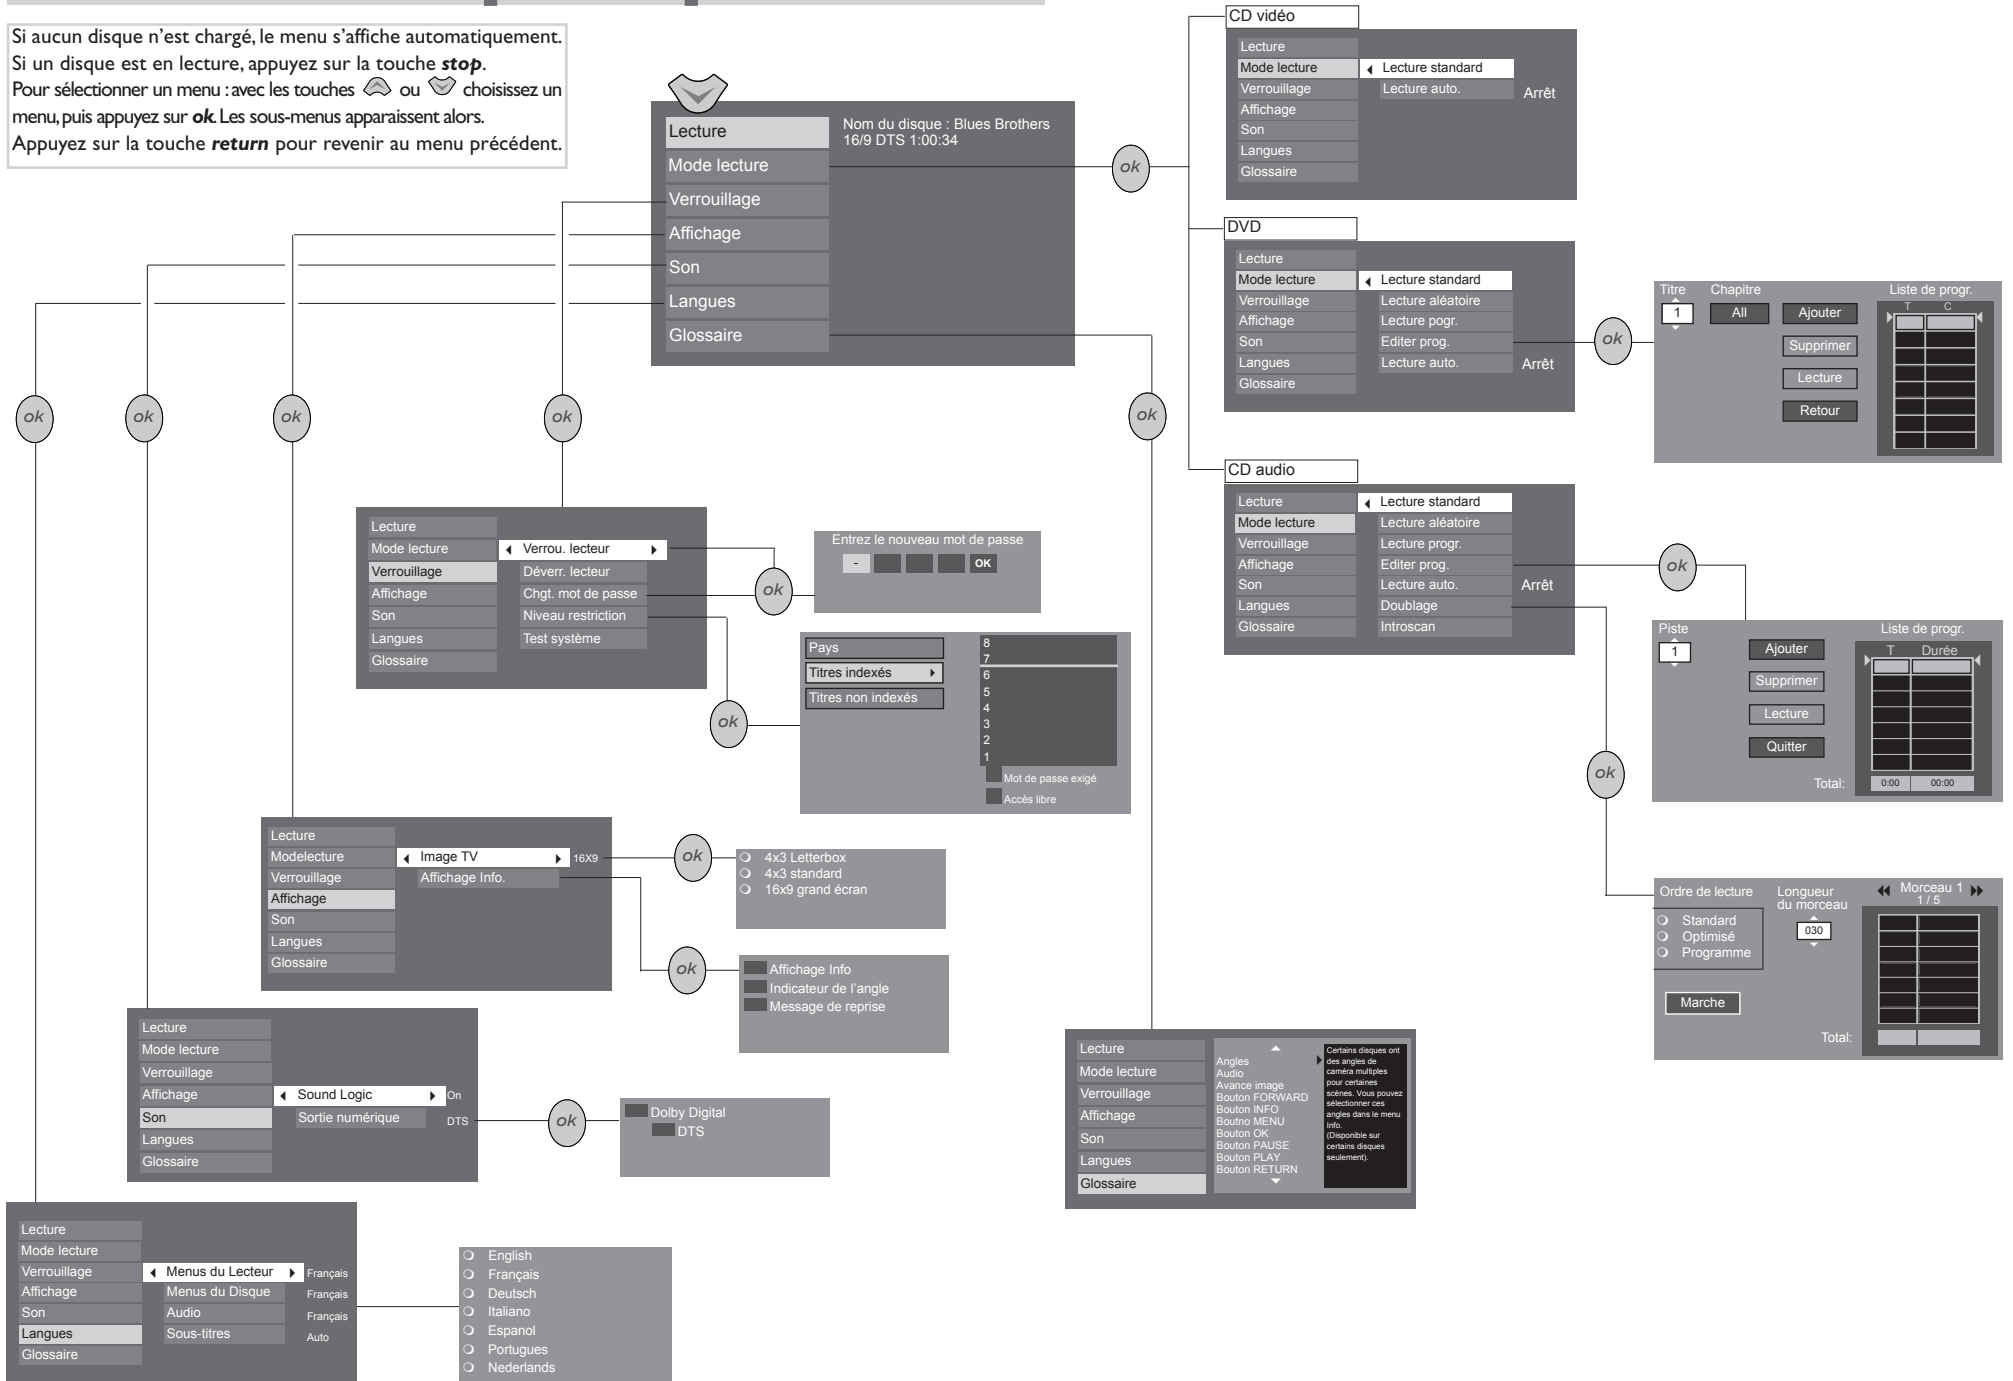 Si aucun disque n'est chargé, le menu s'affiche automatiquement.
Si un disque est en lecture, appuyez sur la touche stop.
Pour sélectionner un menu : avec les touches ou choisissez un
menu, puis appuyez sur ok. Les sous-menus apparaissent alors.
Appuyez sur la touche return pour revenir au menu précédent.
Lecture
Mode lecture
Verrouillage
Affichage
Son
Langues
Glossaire
Nom du disque : Blues Brothers
16/9 DTS 1:00:34
ok
CD vidéo
Lecture
Mode lecture
Verrouillage
Affichage
Son
Langues
Glossaire
Lecture standard
Lecture auto.
Arrêt
DVD
Lecture
Mode lecture
Verrouillage
Affichage
Son
Langues
Glossaire
Lecture standard
Lecture aléatoire
Lecture pogr.
Editer prog.
Lecture auto.
Arrêt
ok
Titre
Chapitre
Liste de progr.
1
All
Ajouter
Supprimer
Lecture
Retour
T C
CD audio
Lecture
Mode lecture
Verrouillage
Affichage
Son
Langues
Glossaire
Lecture standard
Lecture aléatoire
Lecture progr.
Editer prog.
Lecture auto.
Doublage
Introscan
Arrêt
ok
Piste
1
Ajouter
Supprimer
Lecture
Quitter
Liste de progr.
T Durée
Total:
0:00 00:00
ok
Ordre de lecture
Standard
Optimisé
Programme
Marche
Longueur
du morceau
030
Morceau 1
1 / 5
Total:
ok
ok
ok
ok
ok
Lecture
Mode lecture
Verrouillage
Affichage
Son
Langues
Glossaire
Verrou. lecteur
Déverr. lecteur
Chgt. mot de passe
Niveau restriction
Test système
ok
Entrez le nouveau mot de passe
-
OK
ok
Pays
Titres indexés
Titres non indexés
8
7
6
5
4
3
2
1
Mot de passe exigé
Accès libre
Lecture
Modelecture
Verrouillage
Affichage
Son
Langues
Glossaire
Image TV
16X9
Affichage Info.
ok
4x3 Letterbox
4x3 standard
16x9 grand écran
ok
Affichage Info
Indicateur de l'angle
Message de reprise
Lecture
Mode lecture
Verrouillage
Affichage
Son
Langues
Glossaire
Sound Logic
On
Sortie numérique
DTS
ok
Dolby Digital
DTS
Lecture
Mode lecture
Verrouillage
Affichage
Son
Langues
Glossaire
Angles
Audio
Avance image
Bouton FORWARD
Bouton INFO
Boutno MENU
Bouton OK
Bouton PAUSE
Bouton PLAY
Bouton RETURN
Certains disques ont
des angles de
caméra multiples
pour certaines
scènes. Vous pouvez
sélectionner ces
angles dans le menu
Info.
(Disponible sur
certains disques
seulement).
Lecture
Mode lecture
Verrouillage
Affichage
Son
Langues
Glossaire
Menus du Lecteur
Français
Menus du Disque
Français
Audio
Français
Sous-titres
Auto
English
Français
Deutsch
Italiano
Espanol
Portugues
Nederlands